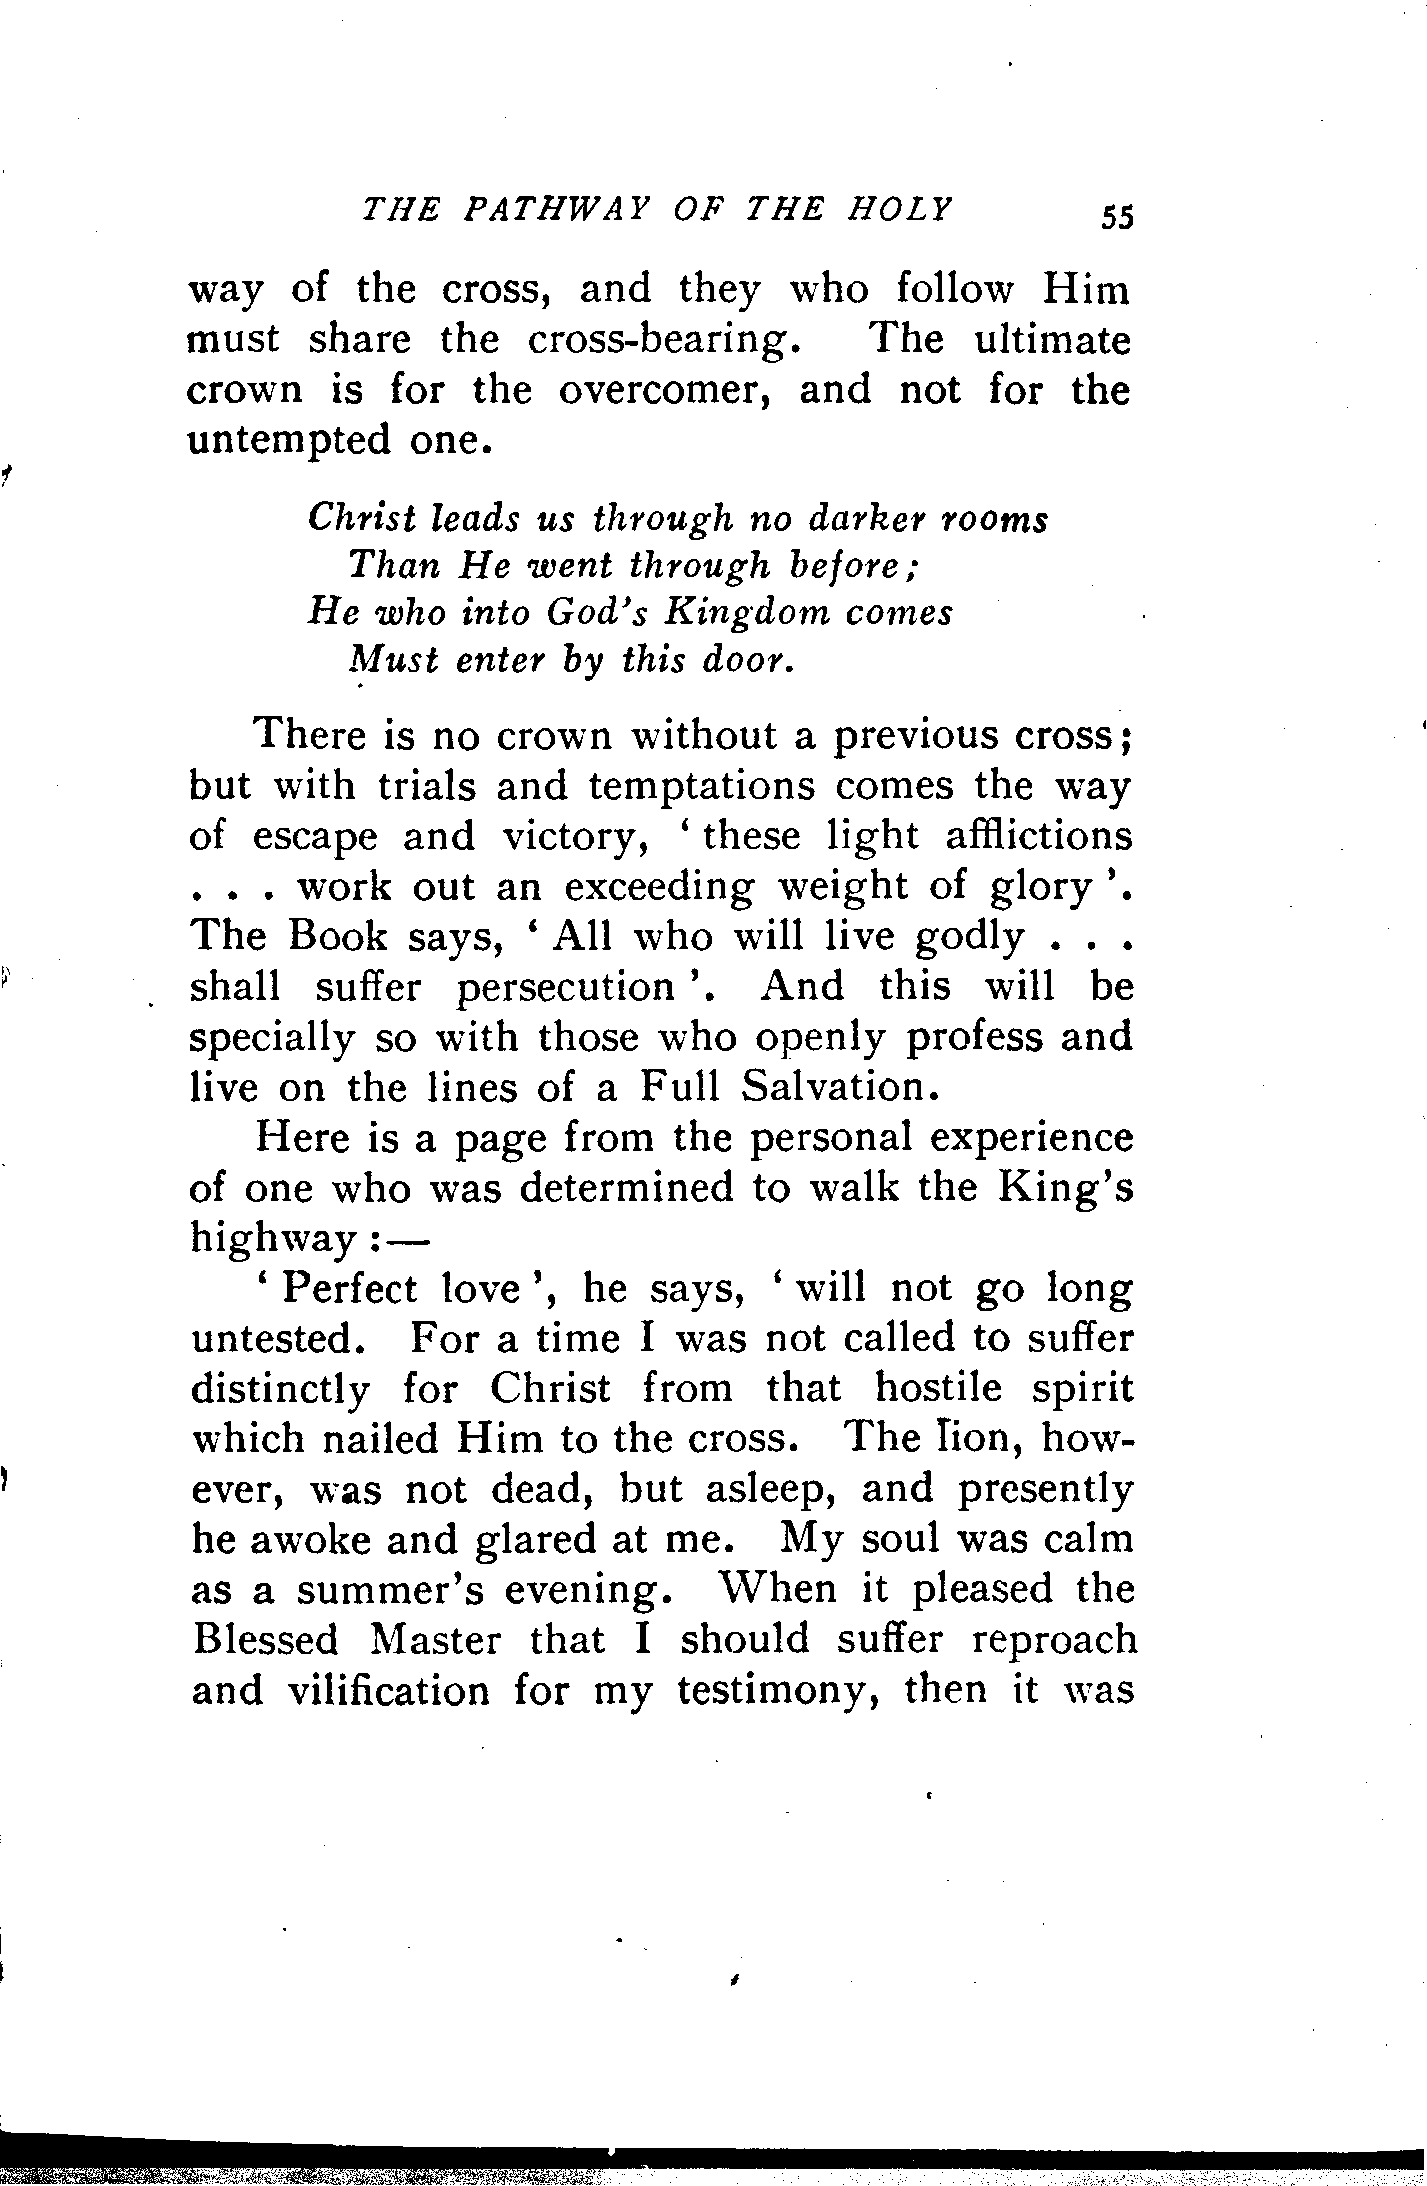 THE PATHWAY OF THE HOLY 55
way of the cross, and they who follow Him
must share the cross-bearing. The ultimate
crown is for the overcomer, and not for the
untempted one.
Christ leads us through no darker rooms
Than He went through before;
He who into God's Kingdom comes
Must enter by this door.
There is no crown without a previous cross;
but with trials and temptations comes the way
of escape and victory, ‘ these light afflictions
. . . work out an exceeding weight of glory ’.
The Book says, ‘ All who will live godly . . .
shall suffer persecution ’. And this will be
specially so with those who openly profess and
live on the lines of a Full Salvation.
Here is a page from the personal experience
of one who was determined to walk the King's
highway :—
‘ Perfect love ’, he says, ‘ will not go long
untested. For a time I was not called to suffer
distinctly for Christ from that hostile spirit
which nailed Him to the cross. The lion, how-
ever, was not dead, but asleep, and presently
he awoke and glared at me. My soul was calm
as a summer's evening. When it pleased the
Blessed Master that I should suffer reproach
and vilification for my testimony, then it was